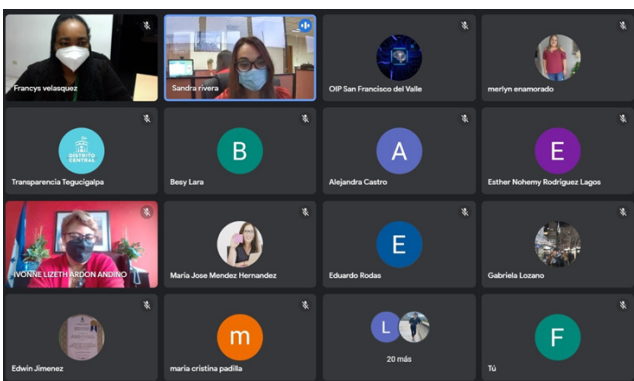 Francys velasquez
Sandra rivera
OIP San Francisco del Valle
merlyn enamorado
DISTRITO
CENTRAL
Transparencia Tegucigalpa
B
Besy Lara
A
Alejandra Castro
E
Esther Nohemy Rodriguez Lagos
IVONNE LIZETH ARDON ANDINO
Maria Jose Mendez Hernandez
E
Eduardo Rodas
Gabriela Lozano
Edwin Jimenez
m
maria cristina padilla
L
20 más
F
Tú